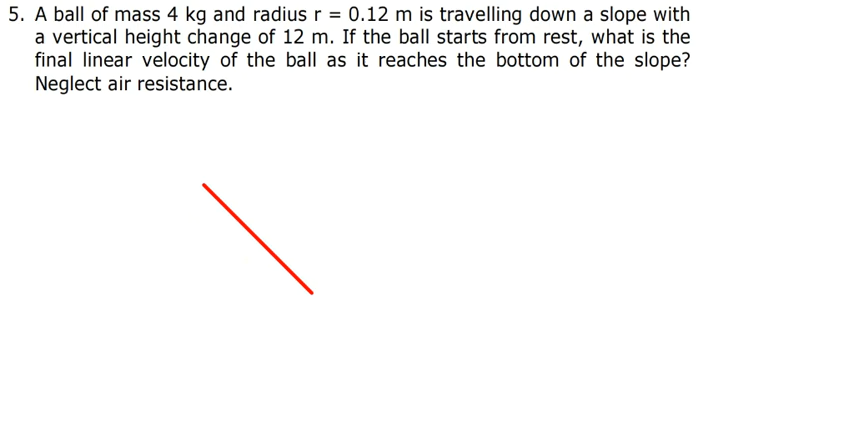 5. A ball of mass 4 kg and radius r = 0.12 m is travelling down a slope with
a vertical height change of 12 m. If the ball starts from rest, what is the
final linear velocity of the ball as it reaches the bottom of the slope?
Neglect air resistance.